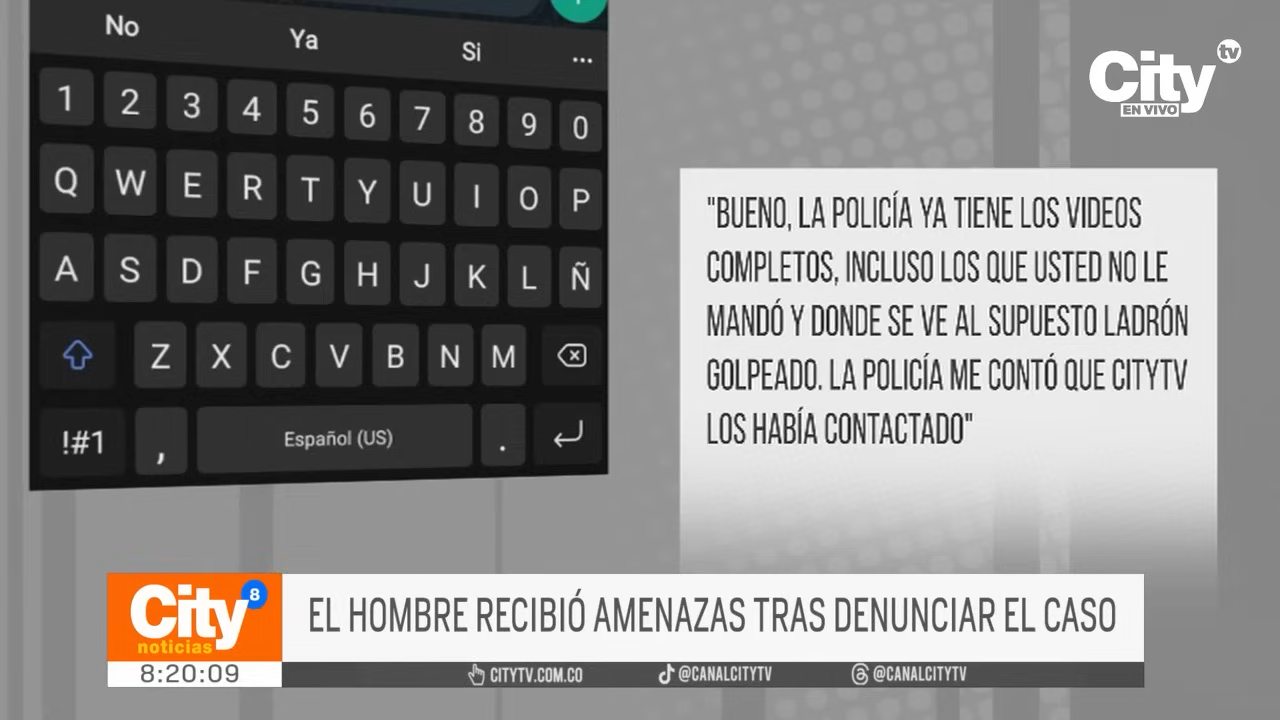 No Ya Si ...
1 2 3 4 5 6 7 8 9 0
Q W E R T Y U I O P
A S D F G H J K L Ñ
Z X C V B N M
!#1 , Español (US) .
City tv
EN VIVO
"BUENO, LA POLICÍA YA TIENE LOS VIDEOS
COMPLETOS, INCLUSO LOS QUE USTED NO LE
MANDÓ Y DONDE SE VE AL SUPUESTO LADRÓN
GOLPEADO. LA POLICÍA ME CONTÓ QUE CITYTV
LOS HABÍA CONTACTADO"
City 8
noticias
8:20:09
EL HOMBRE RECIBIÓ AMENAZAS TRAS DENUNCIAR EL CASO
CITYTV.COM.CO @CANALCITYTV @CANALCITYTV